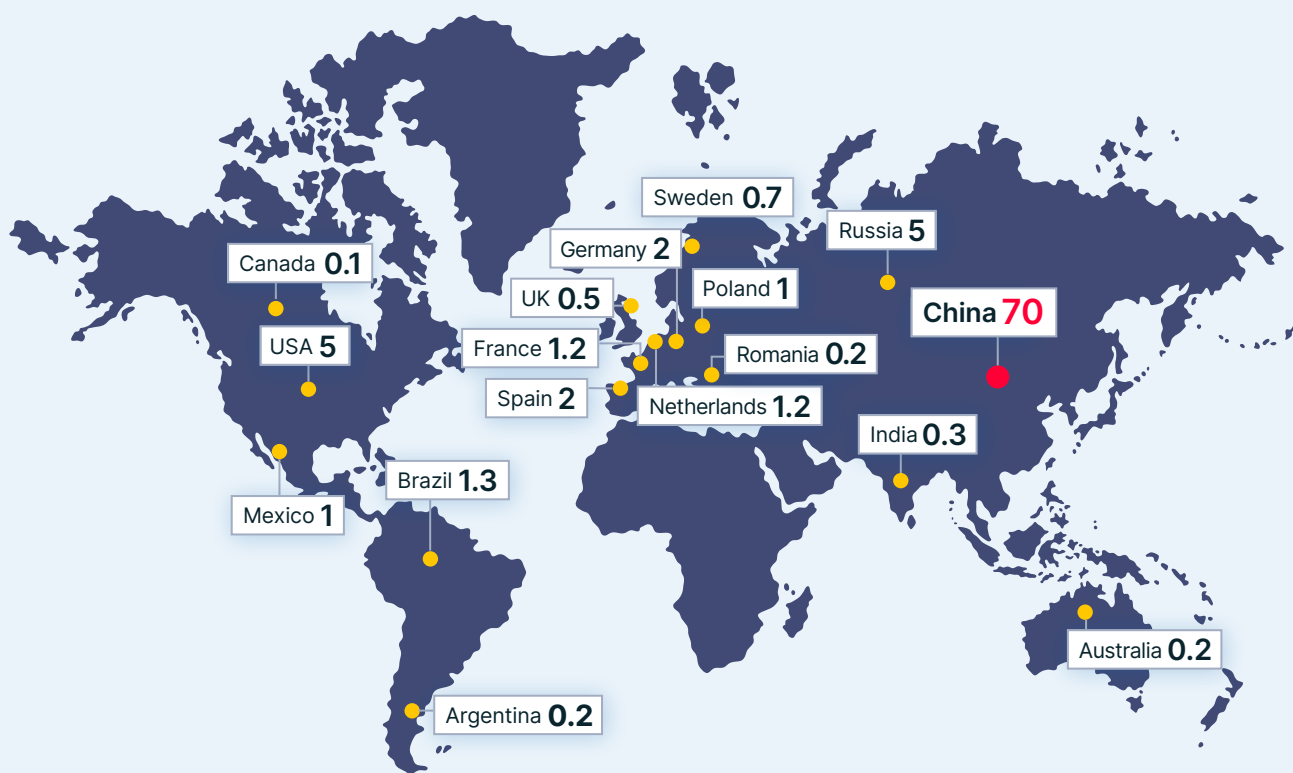 Sweden 0.7
Russia 5
Germany 2
Canada 0.1
Poland 1
UK 0.5
China 70
USA 5
France 1.2
Romania 0.2
Spain 2
Netherlands 1.2
India 0.3
Brazil 1.3
Mexico 1
Australia 0.2
Argentina 0.2